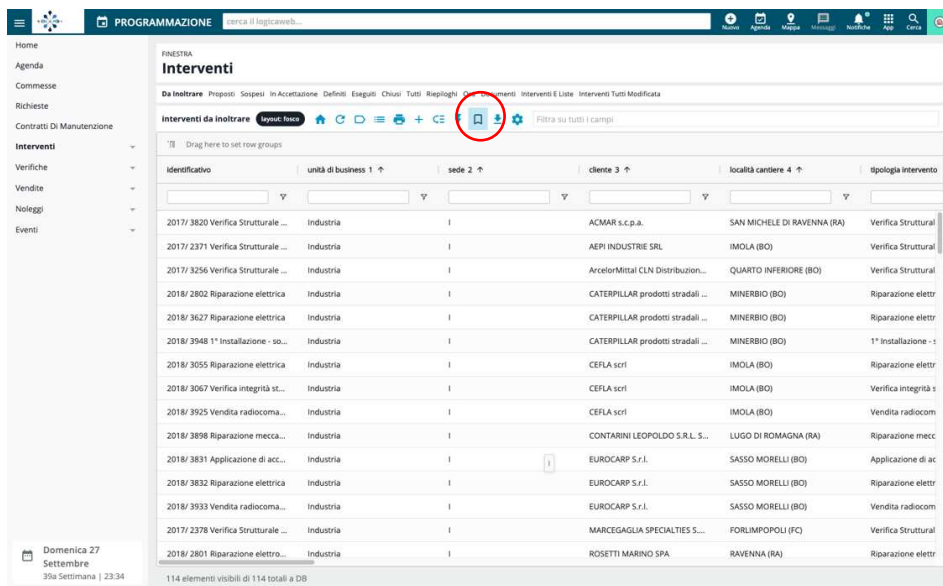 PROGRAMMAZIONE
cerca il logicaweb...
Nuovo Agenda Mappa Messaggi Notifiche App Cerca
Home
Agenda
Commesse
Richieste
Contratti Di Manutenzione
Interventi
Verifiche
Vendite
Noleggi
Eventi
FINESTRA
Interventi
Da Inoltrare Proposti Sospesi In Accettazione Definiti Eseguiti Chiusi Tutti Riepiloghi Ore Documenti Interventi E Liste Interventi Tutti Modificata
interventi da inoltrare layout: fosco Filtra su tutti i campi
Drag here to set row groups
identificativo unità di business 1 sede 2 cliente 3 località cantiere 4 tipologia intervento
2017/ 3820 Verifica Strutturale ... Industria I ACMAR s.c.p.a. SAN MICHELE DI RAVENNA (RA) Verifica Struttural
2017/ 2371 Verifica Strutturale ... Industria I AEPI INDUSTRIE SRL IMOLA (BO) Verifica Struttural
2017/ 3256 Verifica Strutturale ... Industria I ArcelorMittal CLN Distribuzion... QUARTO INFERIORE (BO) Verifica Struttural
2018/ 2802 Riparazione elettrica Industria I CATERPILLAR prodotti stradali ... MINERBIO (BO) Riparazione elettr
2018/ 3627 Riparazione elettrica Industria I CATERPILLAR prodotti stradali ... MINERBIO (BO) Riparazione elettr
2018/ 3948 1° Installazione - so... Industria I CATERPILLAR prodotti stradali ... MINERBIO (BO) 1° Installazione - s
2018/ 3055 Riparazione elettrica Industria I CEFLA scrl IMOLA (BO) Riparazione elettr
2018/ 3067 Verifica integrità st... Industria I CEFLA scrl IMOLA (BO) Verifica integrità s
2018/ 3925 Vendita radiocoma... Industria I CEFLA scrl IMOLA (BO) Vendita radiocom
2018/ 3898 Riparazione mecca... Industria I CONTARINI LEOPOLDO S.R.L. S... LUGO DI ROMAGNA (RA) Riparazione mecc
2018/ 3831 Applicazione di acc... Industria I EUROCARP S.r.l. SASSO MORELLI (BO) Applicazione di ac
I
2018/ 3832 Riparazione elettrica Industria I EUROCARP S.r.l. SASSO MORELLI (BO) Riparazione elettr
2018/ 3933 Vendita radiocoma... Industria I EUROCARP S.r.l. SASSO MORELLI (BO) Vendita radiocom
2017/ 2378 Verifica Strutturale ... Industria I MARCEGAGLIA SPECIALTIES S.... FORLIMPOPOLI (FC) Verifica Struttural
2018/ 2801 Riparazione elettro... Industria I ROSETTI MARINO SPA RAVENNA (RA) Riparazione elettr
114 elementi visibili di 114 totali a DB
Domenica 27
Settembre
39a Settimana | 23:34